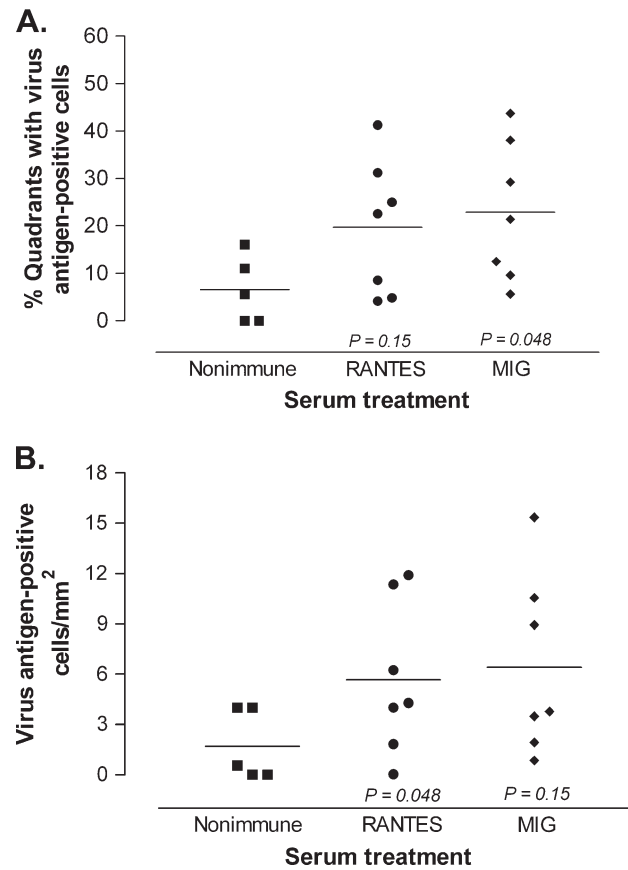 A.
% Quadrants with virus
antigen-positive cells
60
50
40
30
20
10
0
P = 0.15
P = 0.048
Nonimmune
RANTES
MIG
Serum treatment
B.
Virus antigen-positive
cells/mm²
18
15
12
9
6
3
0
P = 0.048
P = 0.15
Nonimmune
RANTES
MIG
Serum treatment